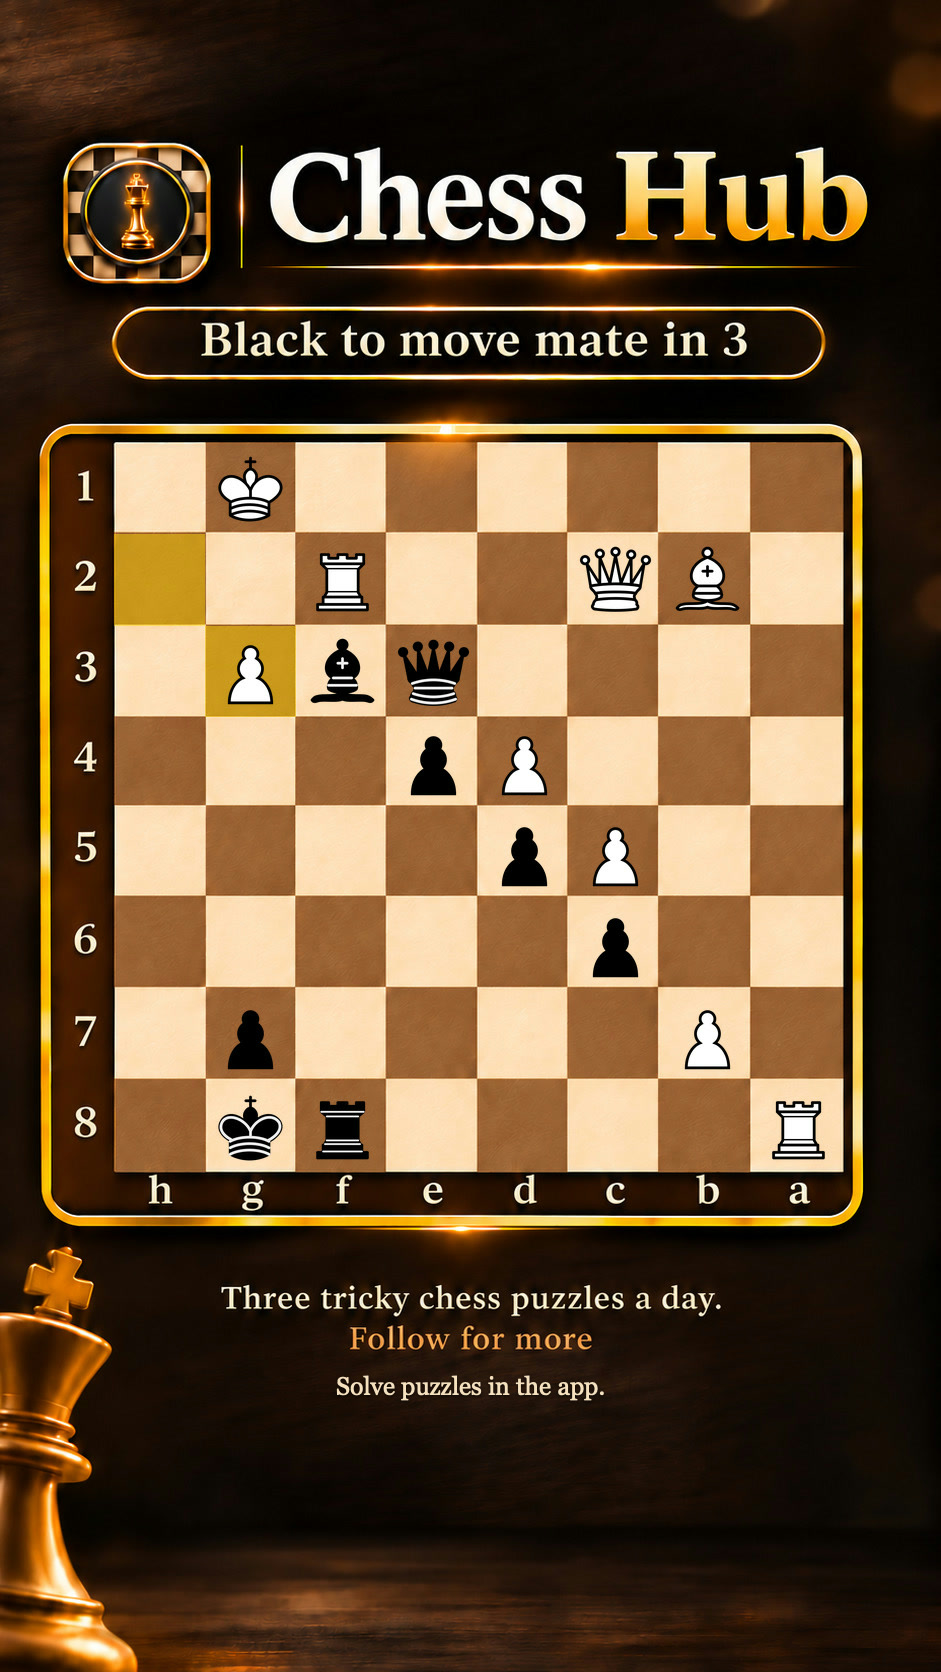 Chess Hub
Black to move mate in 3
1
2
3
4
5
6
7
8
h g f e d c b a
Three tricky chess puzzles a day.
Follow for more
Solve puzzles in the app.